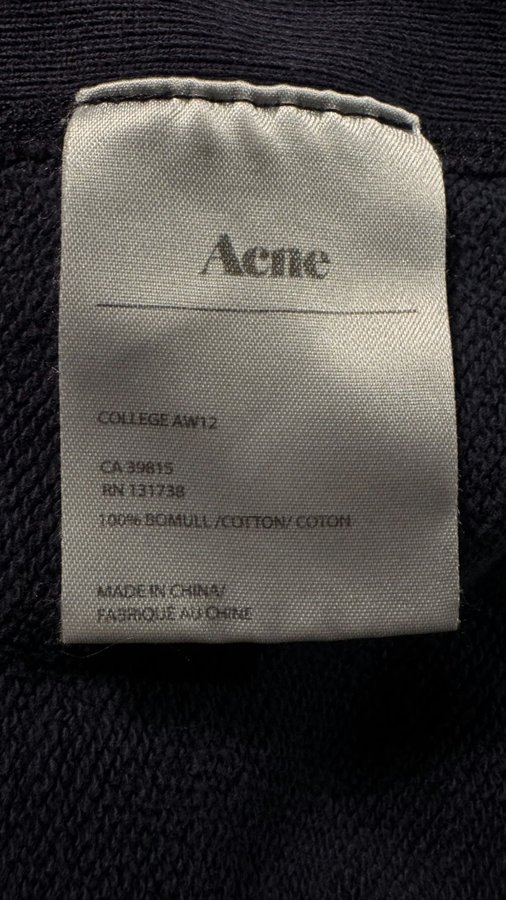 Acne
COLLEGE AW12
CA 39815
RN 131738
100% BOMULL /COTTON/ COTON
MADE IN CHINA/
FABRIQUÉ AU CHINE